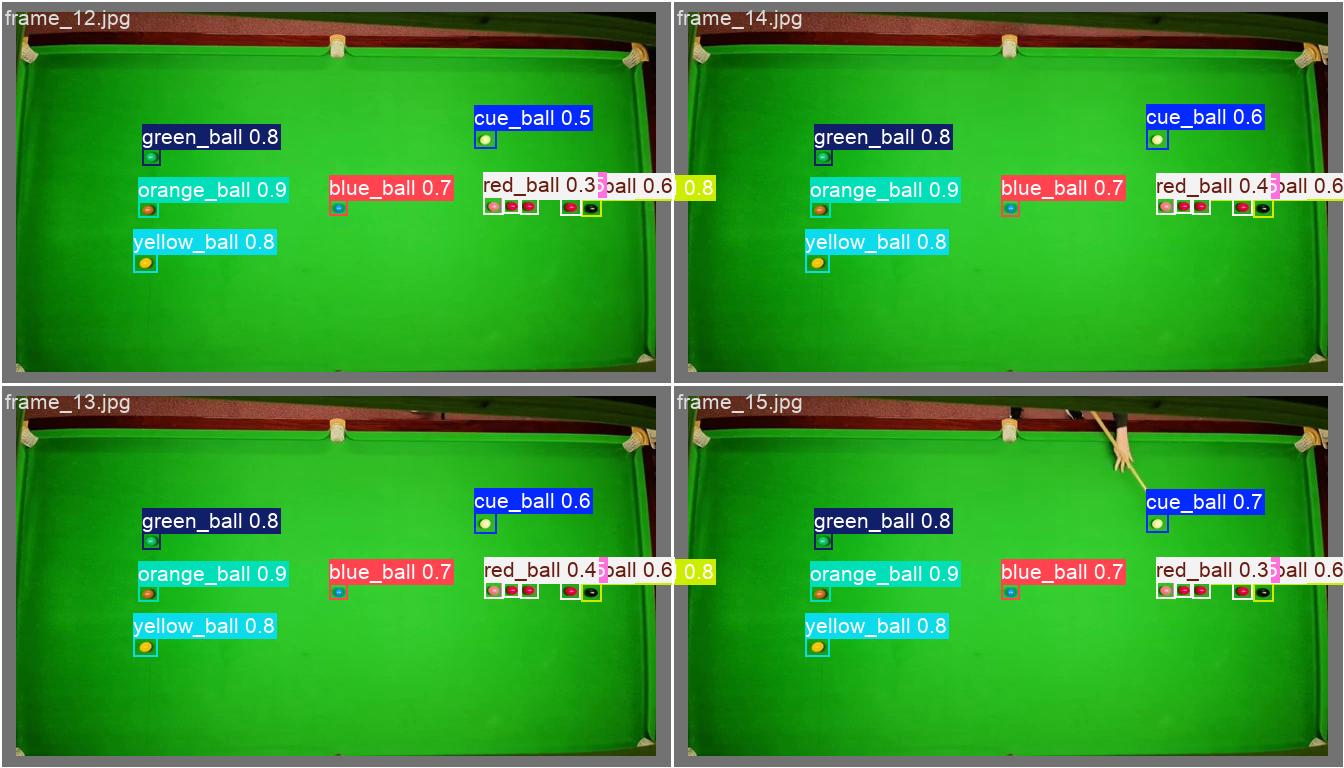 frame_12.jpg
cue_ball 0.5
green_ball 0.8
orange_ball 0.9
blue_ball 0.7
red_ball 0.3
ball 0.6
0.8
yellow_ball 0.8
frame_14.jpg
cue_ball 0.6
green_ball 0.8
orange_ball 0.9
blue_ball 0.7
red_ball 0.4
ball 0.6
yellow_ball 0.8
frame_13.jpg
cue_ball 0.6
green_ball 0.8
orange_ball 0.9
blue_ball 0.7
red_ball 0.4
ball 0.6
0.8
yellow_ball 0.8
frame_15.jpg
cue_ball 0.7
green_ball 0.8
orange_ball 0.9
blue_ball 0.7
red_ball 0.3
ball 0.6
yellow_ball 0.8